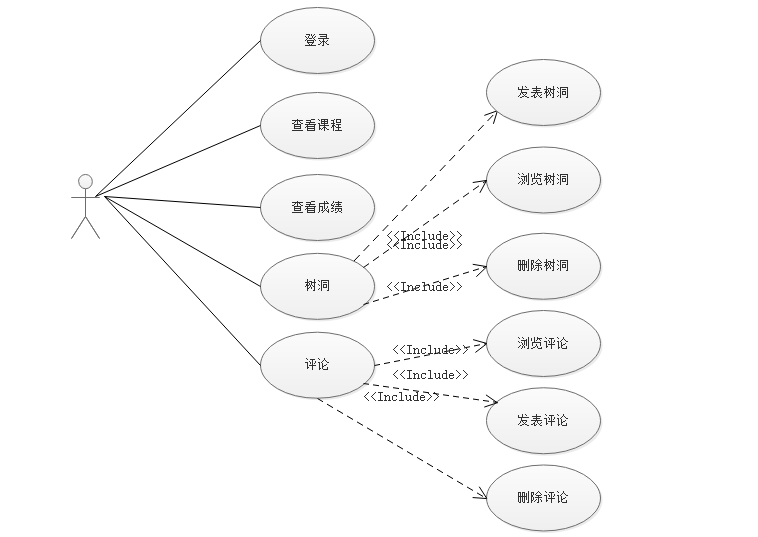 登录
查看课程
查看成绩
树洞
评论
发表树洞
浏览树洞
删除树洞
浏览评论
发表评论
删除评论
<<Include>>
<<Include>>
<<Include>>
<<Include>>
<<Include>>
<<Include>>